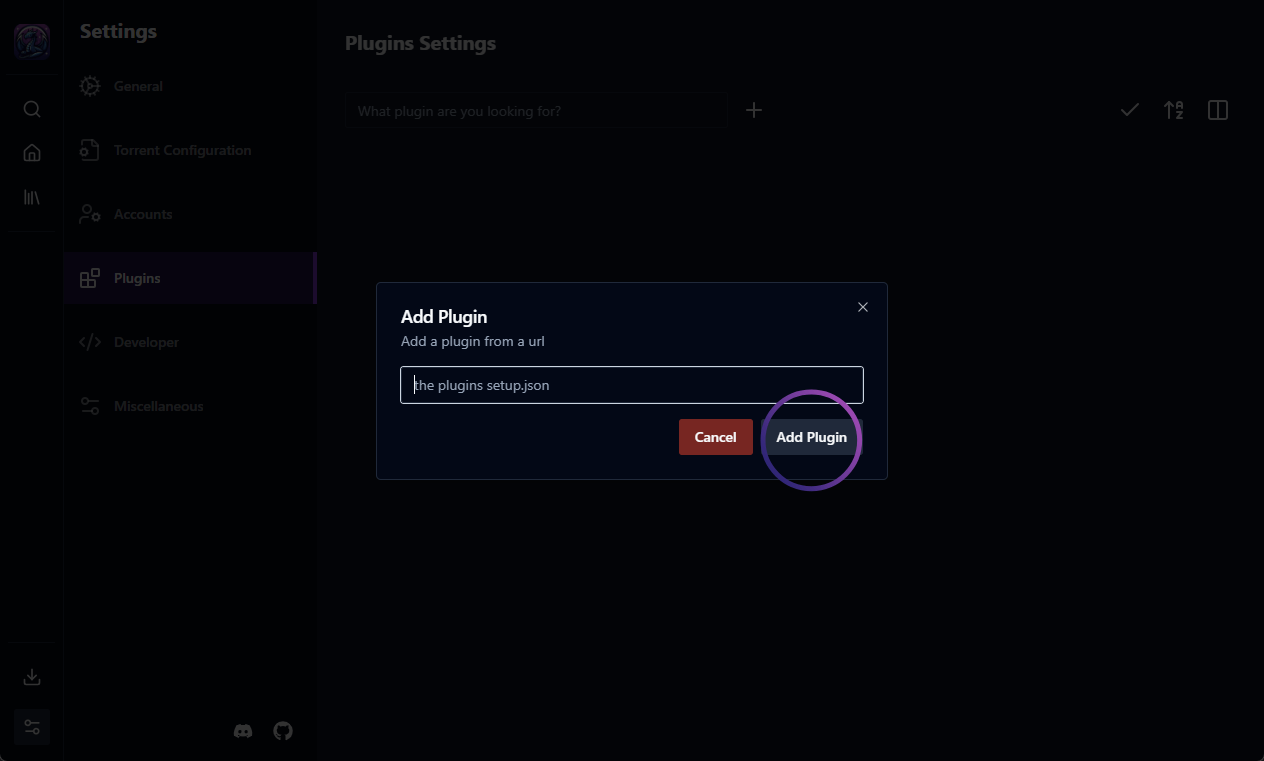 Settings
General
Torrent Configuration
Accounts
Plugins
Developer
Miscellaneous
Plugins Settings
What plugin are you looking for?
Add Plugin
Add a plugin from a url
the plugins setup.json
Cancel
Add Plugin